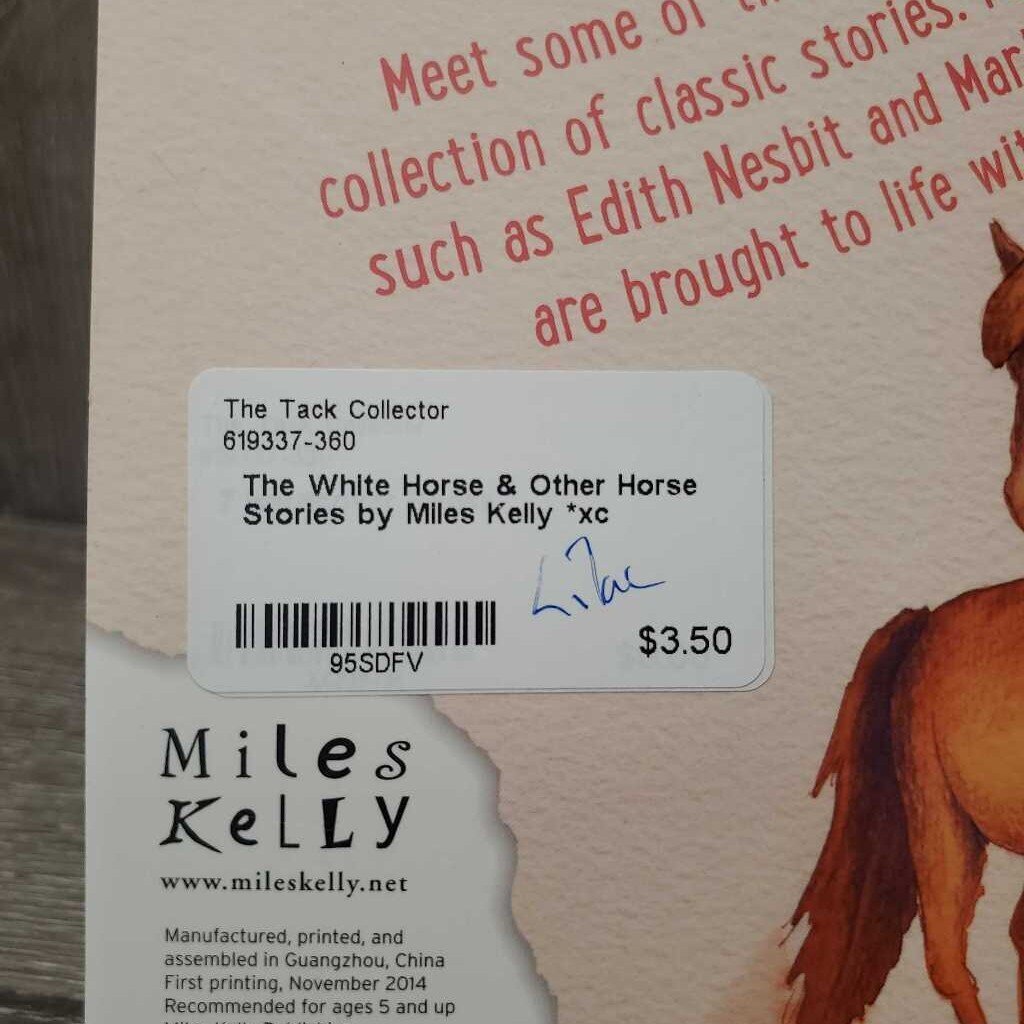 Meet some of
collection of classic stories.
such as Edith Nesbit and
are brought to life
The Tack Collector
619337-360
The White Horse & Other Horse
Stories by Miles Kelly *xc
$3.50
95SDFV
Miles
Kelly
www.mileskelly.net
Manufactured, printed, and
assembled in Guangzhou, China
First printing, November 2014
Recommended for ages 5 and up